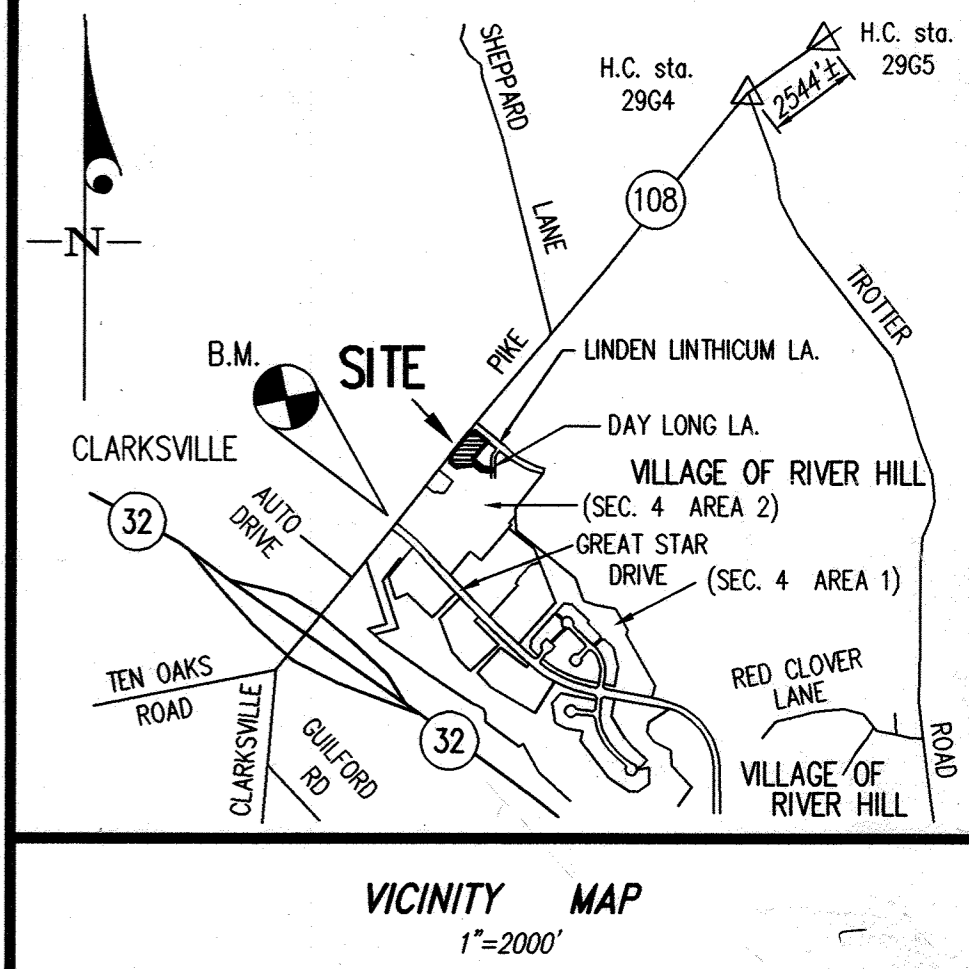 SHEPPARD
LANE
H.C. sta.
29G4
H.C. sta.
29G5
2544'±
108
N
TROTTER
ROAD
PIKE
LINDEN LINTHICUM LA.
B.M.
SITE
DAY LONG LA.
CLARKSVILLE
VILLAGE OF RIVER HILL
(SEC. 4 AREA 2)
32
AUTO
DRIVE
GREAT STAR
DRIVE
(SEC. 4 AREA 1)
TEN OAKS
ROAD
CLARKSVILLE
GUILFORD
RD
32
RED CLOVER
LANE
VILLAGE OF
RIVER HILL
VICINITY MAP
1"=2000'